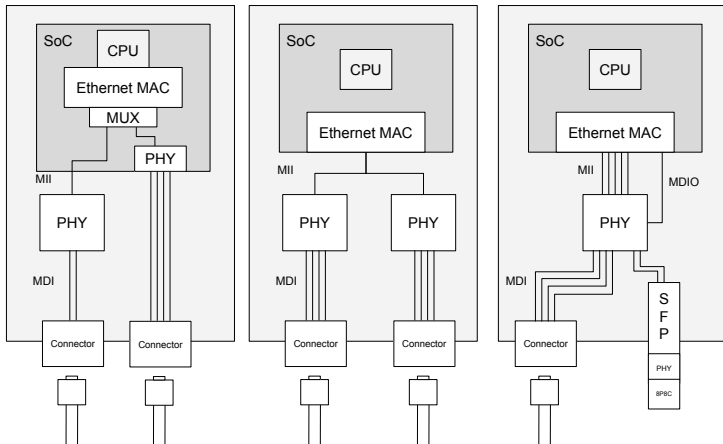 SoC
CPU
Ethernet MAC
MUX
PHY
MII
PHY
MDI
Connector
Connector
SoC
CPU
Ethernet MAC
MII
PHY
PHY
MDI
Connector
Connector
SoC
CPU
Ethernet MAC
MII
MDIO
PHY
MDI
S
F
P
Connector
PHY
8P8C